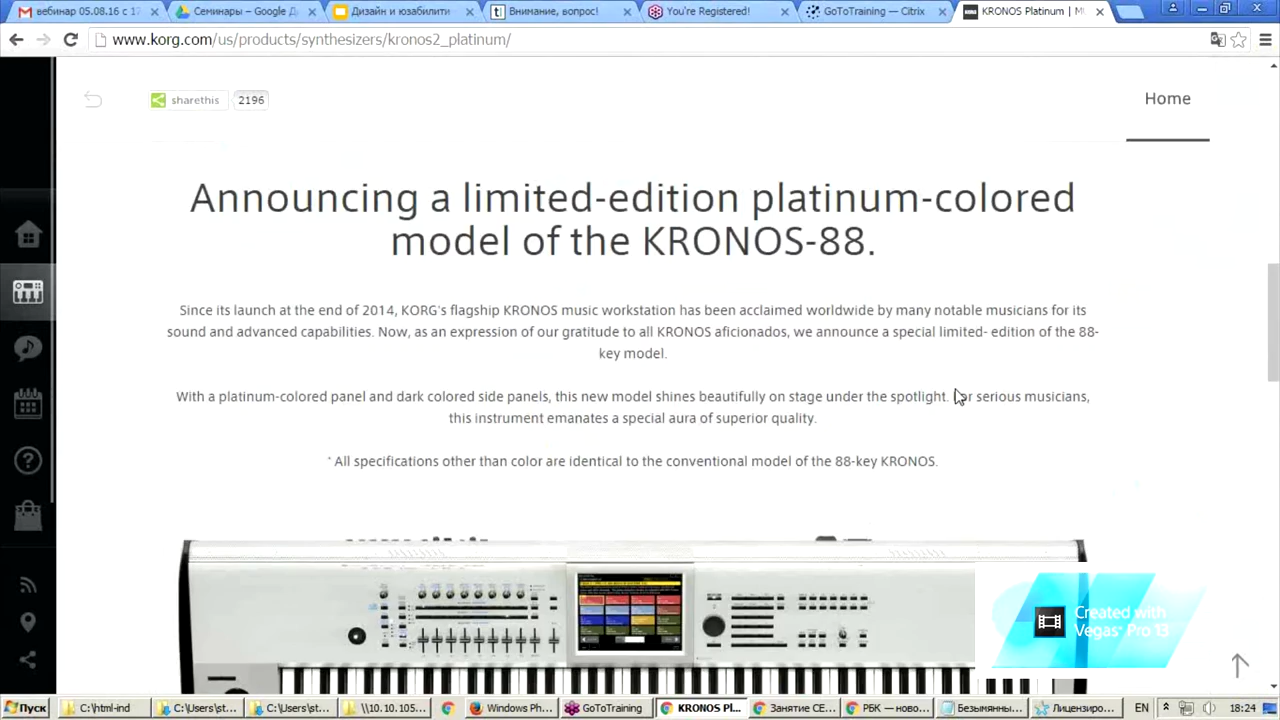 вебинар 05.08.16 с 17
Семинары – Google Д
Дизайн и юзабилити
Внимание, вопрос!
You're Registered!
GoToTraining — Citrix
KRONOS Platinum | M
www.korg.com/us/products/synthesizers/kronos2_platinum/
sharethis
2196
Home
Announcing a limited-edition platinum-colored
model of the KRONOS-88.
Since its launch at the end of 2014, KORG's flagship KRONOS music workstation has been acclaimed worldwide by many notable musicians for its
sound and advanced capabilities. Now, as an expression of our gratitude to all KRONOS aficionados, we announce a special limited- edition of the 88-
key model.
With a platinum-colored panel and dark colored side panels, this new model shines beautifully on stage under the spotlight. For serious musicians,
this instrument emanates a special aura of superior quality.
* All specifications other than color are identical to the conventional model of the 88-key KRONOS.
Created with
Vegas Pro 13
Пуск
C:\html-ind
C:\Users\st...
C:\Users\st...
\\10.10.105...
Windows Ph...
GoToTraining
KRONOS Pl...
Занятие CE...
РБК — ново...
Безымянны...
Лицензиро...
EN
18:24